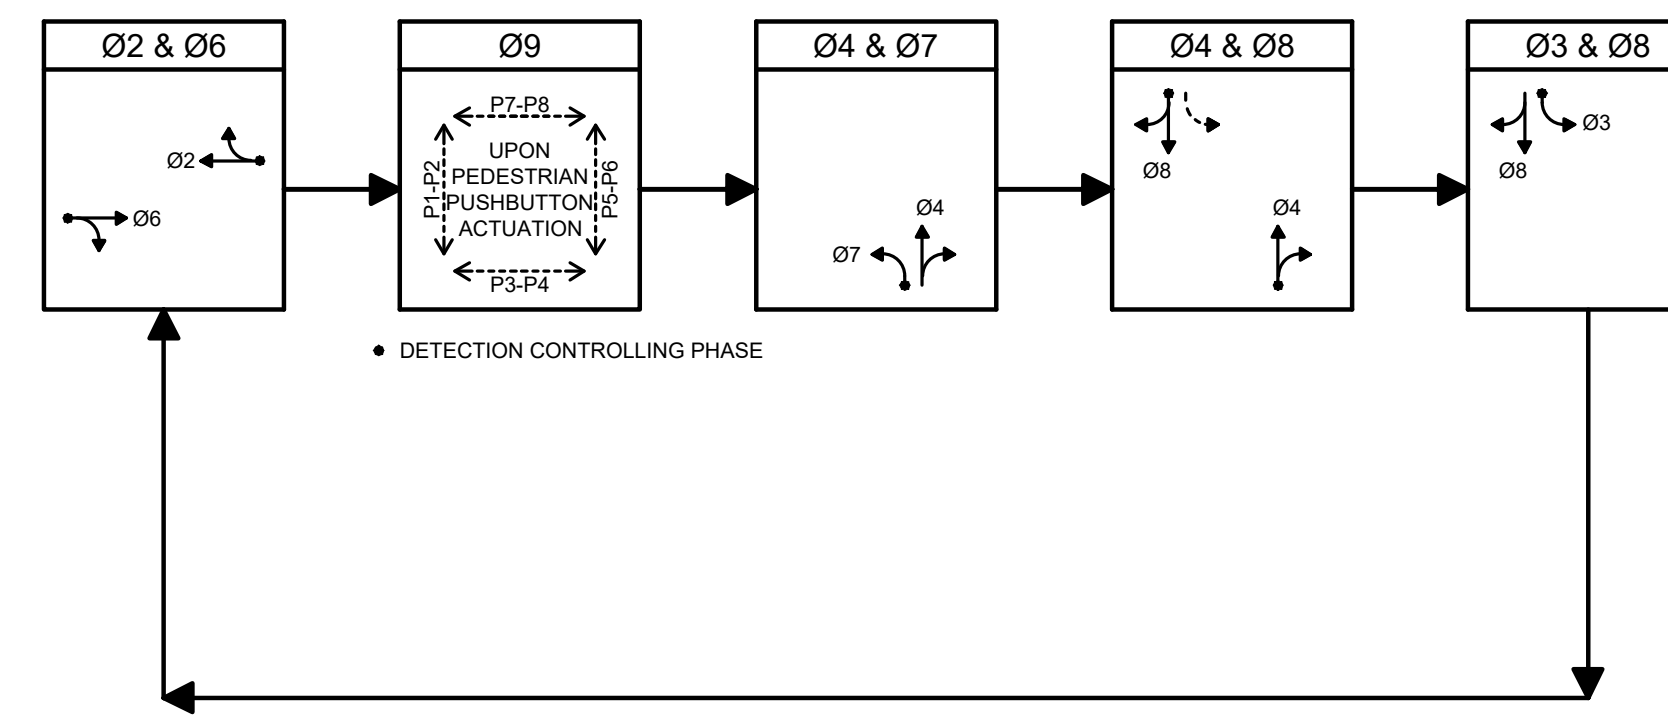 Ø2 & Ø6
Ø9
Ø4 & Ø7
Ø4 & Ø8
Ø3 & Ø8
Ø2
Ø6
P7-P8
P1-P2
UPON
PEDESTRIAN
PUSHBUTTON
ACTUATION
P5-P6
P3-P4
Ø4
Ø7
Ø8
Ø4
Ø3
Ø8
DETECTION CONTROLLING PHASE